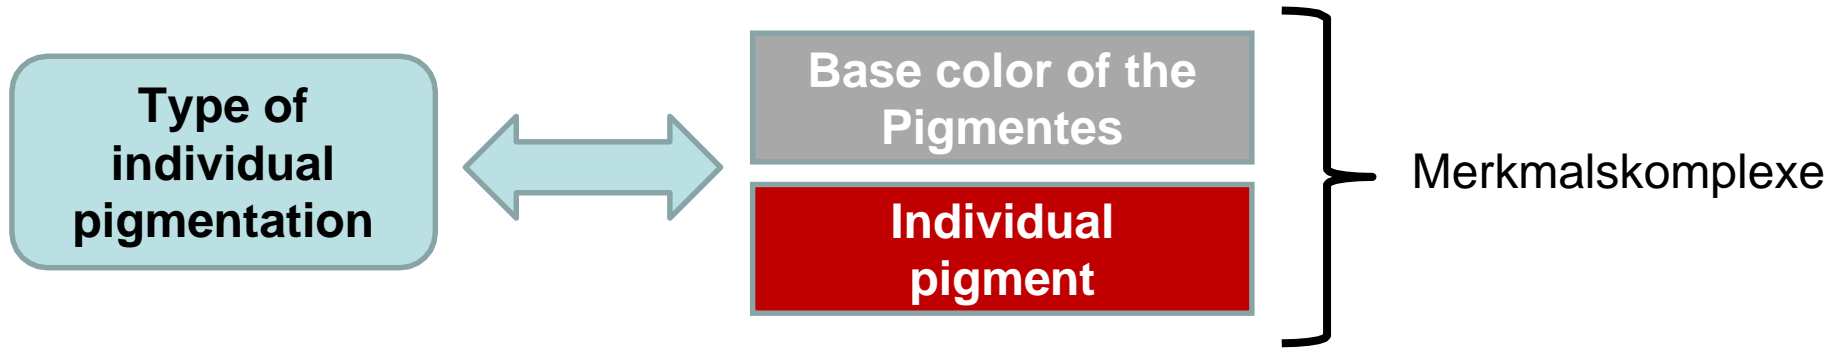 Type of
individual
pigmentation
Base color of the
Pigmentes
Individual
pigment
Merkmalskomplexe